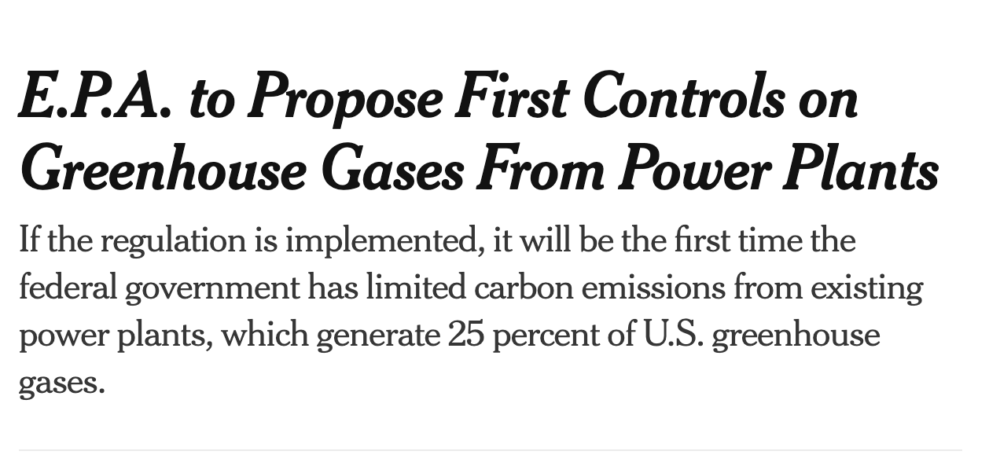 E.P.A. to Propose First Controls on
Greenhouse Gases From Power Plants
If the regulation is implemented, it will be the first time the
federal government has limited carbon emissions from existing
power plants, which generate 25 percent of U.S. greenhouse
gases.